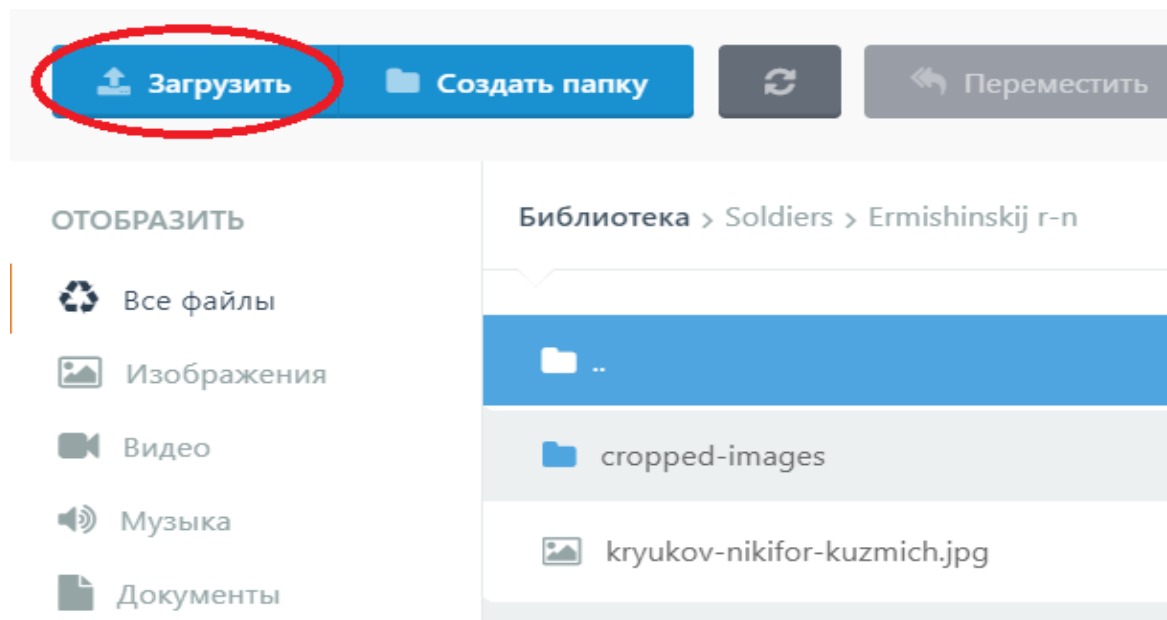 Загрузить Создать папку Переместить
ОТОБРАЗИТЬ
Библиотека > Soldiers > Ermishinskij r-n
Все файлы
Изображения
..
Видео
cropped-images
Музыка
kryukov-nikifor-kuzmich.jpg
Документы